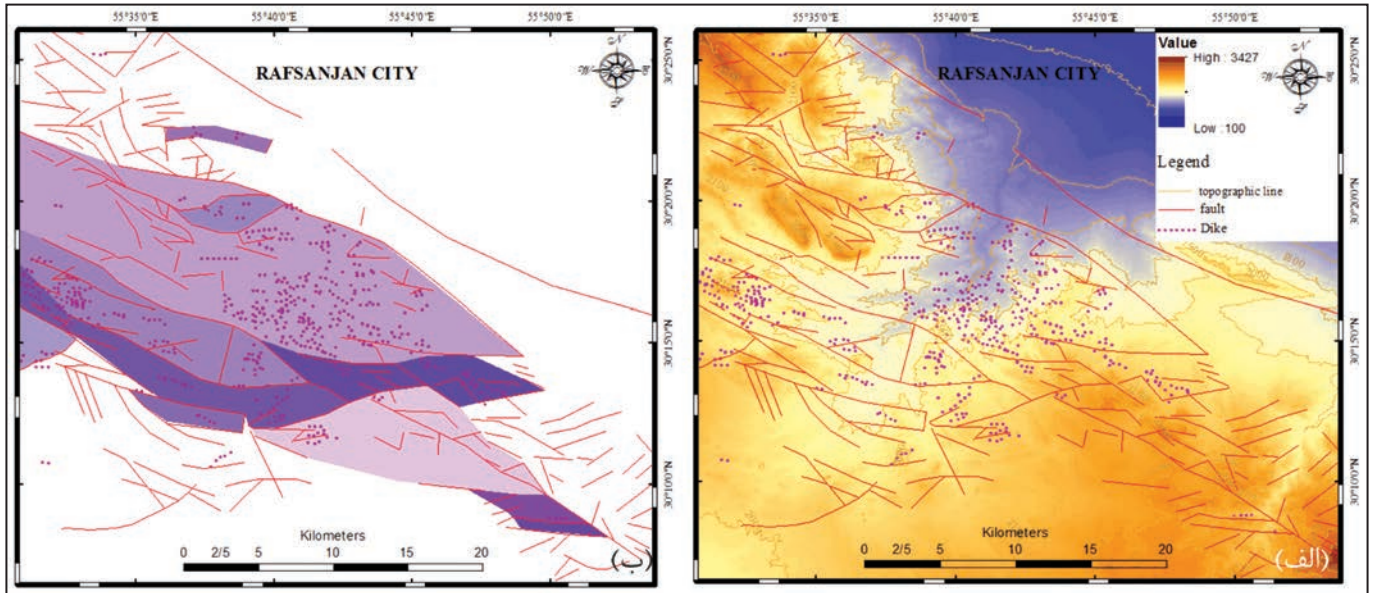 55°35'0"E 55°40'0"E 55°45'0"E 55°50'0"E
RAFSANJAN CITY
N
W
30°25'0"N
30°20'0"N
30°15'0"N
30°10'0"N
Kilometers
0 2/5 5 10 15 20
(ب)
55°35'0"E 55°40'0"E 55°45'0"E 55°50'0"E
RAFSANJAN CITY
Value
High : 3427
Low : 100
Legend
topographic line
fault
Dike
N
W
30°25'0"N
30°20'0"N
30°15'0"N
30°10'0"N
Kilometers
0 2/5 5 10 15 20
(الف)